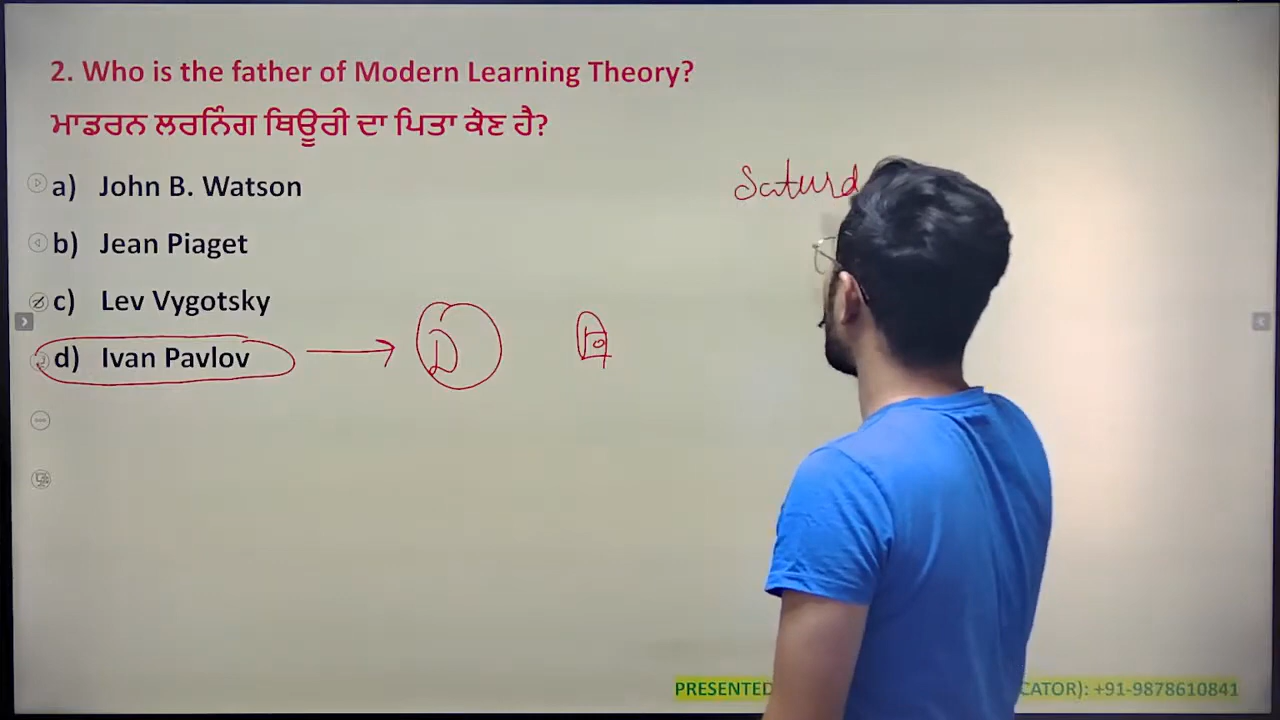 2. Who is the father of Modern Learning Theory?
ਮਾਡਰਨ ਲਰਨਿੰਗ ਥਿਊਰੀ ਦਾ ਪਿਤਾ ਕੌਣ ਹੈ?
Saturd
a) John B. Watson
b) Jean Piaget
c) Lev Vygotsky
d) Ivan Pavlov
D
PRESENTED CATOR): +91-9878610841